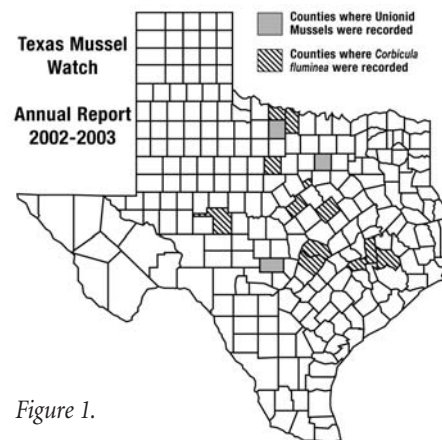 Texas Mussel
Watch
Annual Report
2002-2003
Counties where Unionid
Mussels were recorded
Counties where Corbicula
fluminea were recorded
Figure 1.